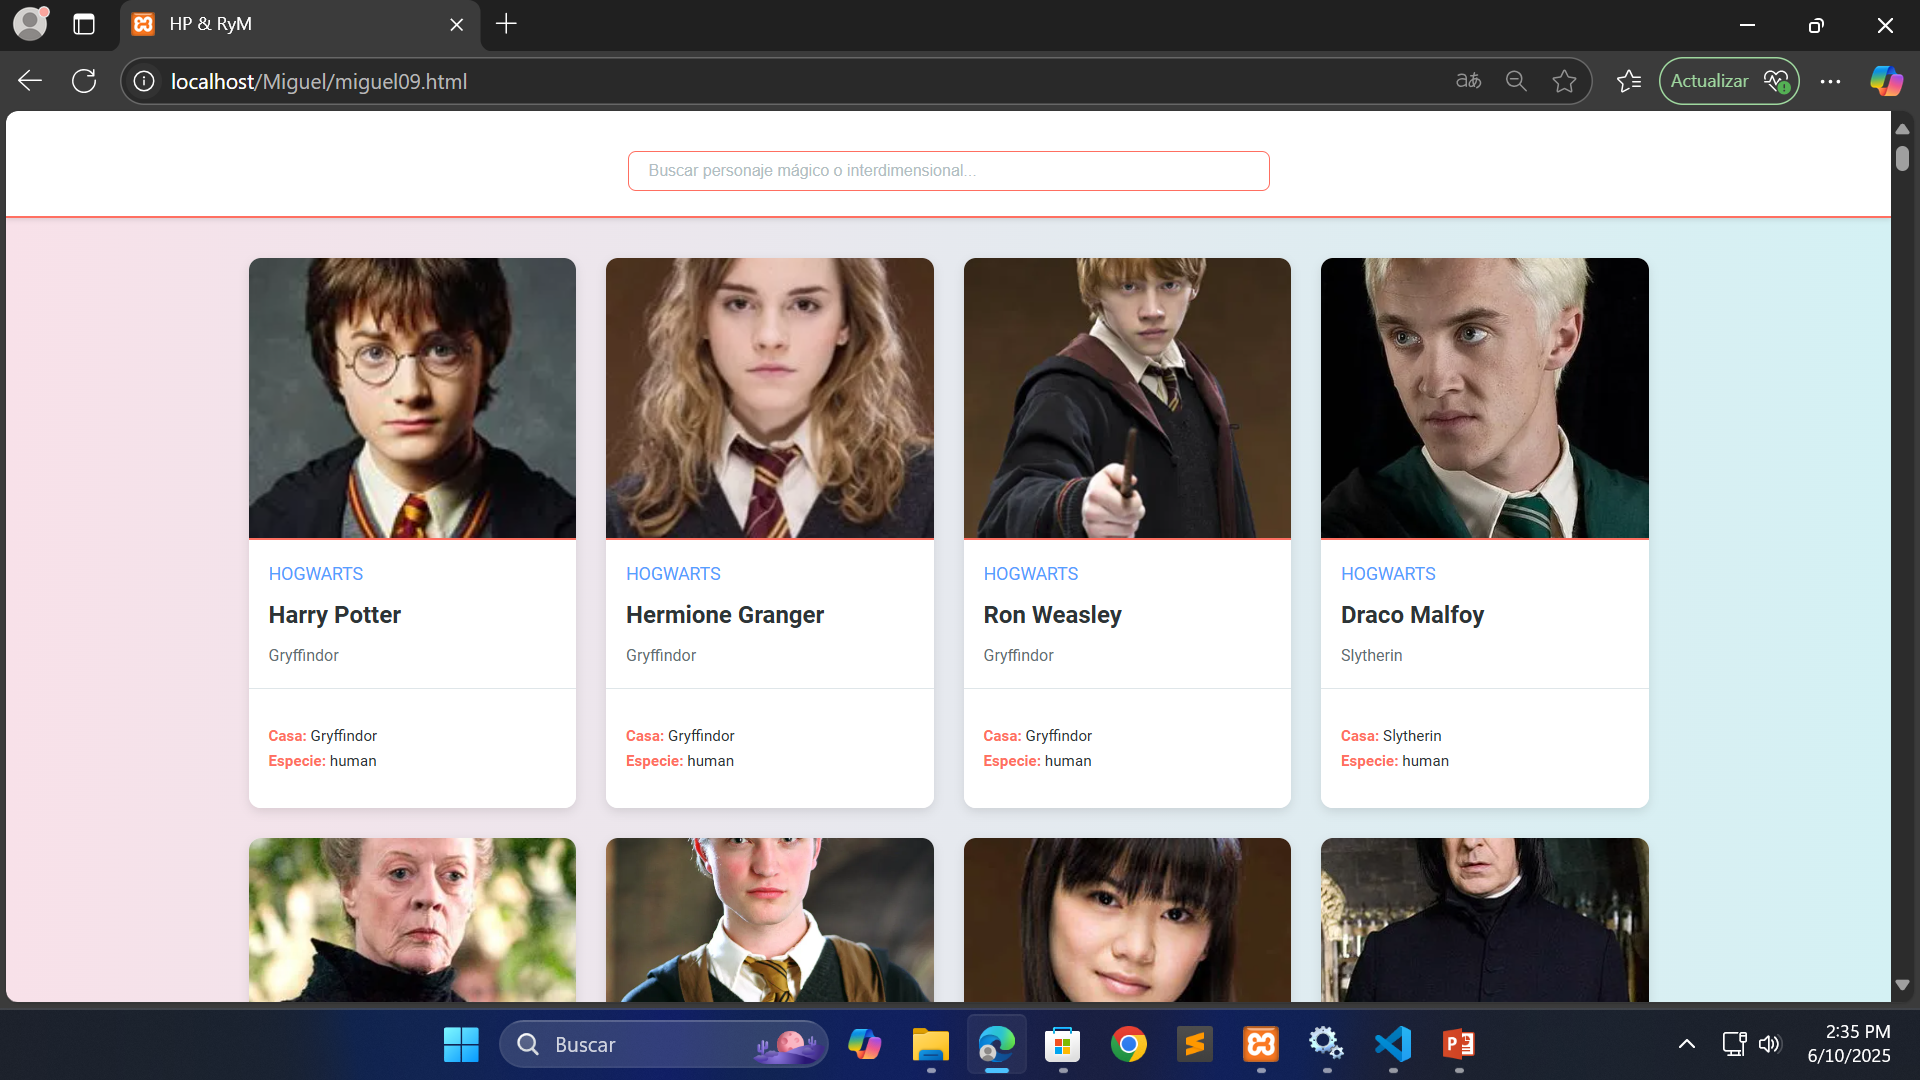 HP & RyM
localhost/Miguel/miguel09.html
aあ
Actualizar
Buscar personaje mágico o interdimensional...
HOGWARTS
Harry Potter
Gryffindor
Casa: Gryffindor
Especie: human
HOGWARTS
Hermione Granger
Gryffindor
Casa: Gryffindor
Especie: human
HOGWARTS
Ron Weasley
Gryffindor
Casa: Gryffindor
Especie: human
HOGWARTS
Draco Malfoy
Slytherin
Casa: Slytherin
Especie: human
Buscar
2:35 PM
6/10/2025